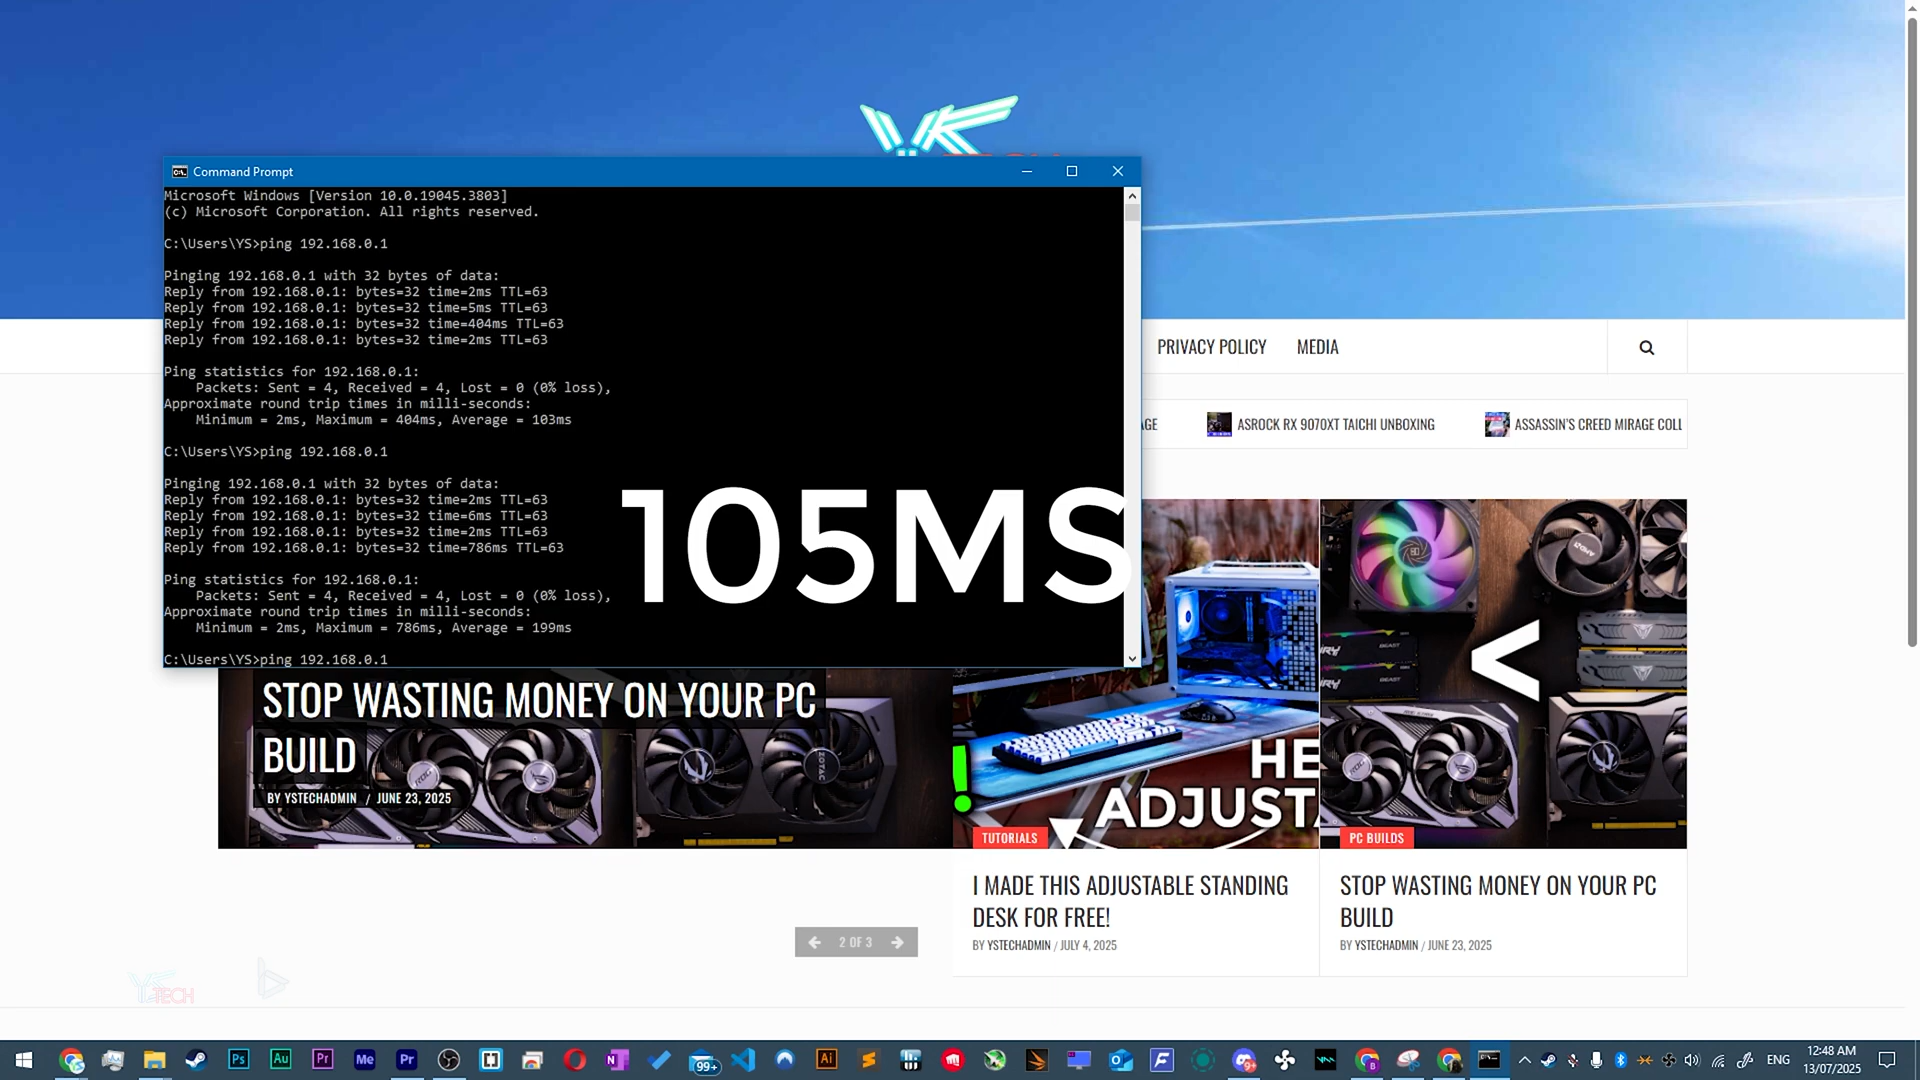 Command Prompt
Microsoft Windows [Version 10.0.19045.3803]
(c) Microsoft Corporation. All rights reserved.
C:\Users\YS>ping 192.168.0.1
Pinging 192.168.0.1 with 32 bytes of data:
Reply from 192.168.0.1: bytes=32 time=2ms TTL=63
Reply from 192.168.0.1: bytes=32 time=5ms TTL=63
Reply from 192.168.0.1: bytes=32 time=404ms TTL=63
Reply from 192.168.0.1: bytes=32 time=2ms TTL=63
Ping statistics for 192.168.0.1:
Packets: Sent = 4, Received = 4, Lost = 0 (0% loss),
Approximate round trip times in milli-seconds:
Minimum = 2ms, Maximum = 404ms, Average = 103ms
C:\Users\YS>ping 192.168.0.1
Pinging 192.168.0.1 with 32 bytes of data:
Reply from 192.168.0.1: bytes=32 time=2ms TTL=63
Reply from 192.168.0.1: bytes=32 time=6ms TTL=63
Reply from 192.168.0.1: bytes=32 time=2ms TTL=63
Reply from 192.168.0.1: bytes=32 time=786ms TTL=63
Ping statistics for 192.168.0.1:
Packets: Sent = 4, Received = 4, Lost = 0 (0% loss),
Approximate round trip times in milli-seconds:
Minimum = 2ms, Maximum = 786ms, Average = 199ms
C:\Users\YS>ping 192.168.0.1
105MS
PRIVACY POLICY MEDIA
ASROCK RX 9070XT TAICHI UNBOXING
ASSASSIN'S CREED MIRAGE COLL
STOP WASTING MONEY ON YOUR PC
BUILD
BY YSTECHADMIN / JUNE 23, 2025
HE
ADJUST
TUTORIALS
I MADE THIS ADJUSTABLE STANDING
DESK FOR FREE!
BY YSTECHADMIN / JULY 4, 2025
<
PC BUILDS
STOP WASTING MONEY ON YOUR PC
BUILD
BY YSTECHADMIN / JUNE 23, 2025
2 OF 3
TECH
Ps
Au
Pr
Me
Pr
Ai
99+
ENG
12:48 AM
13/07/2025